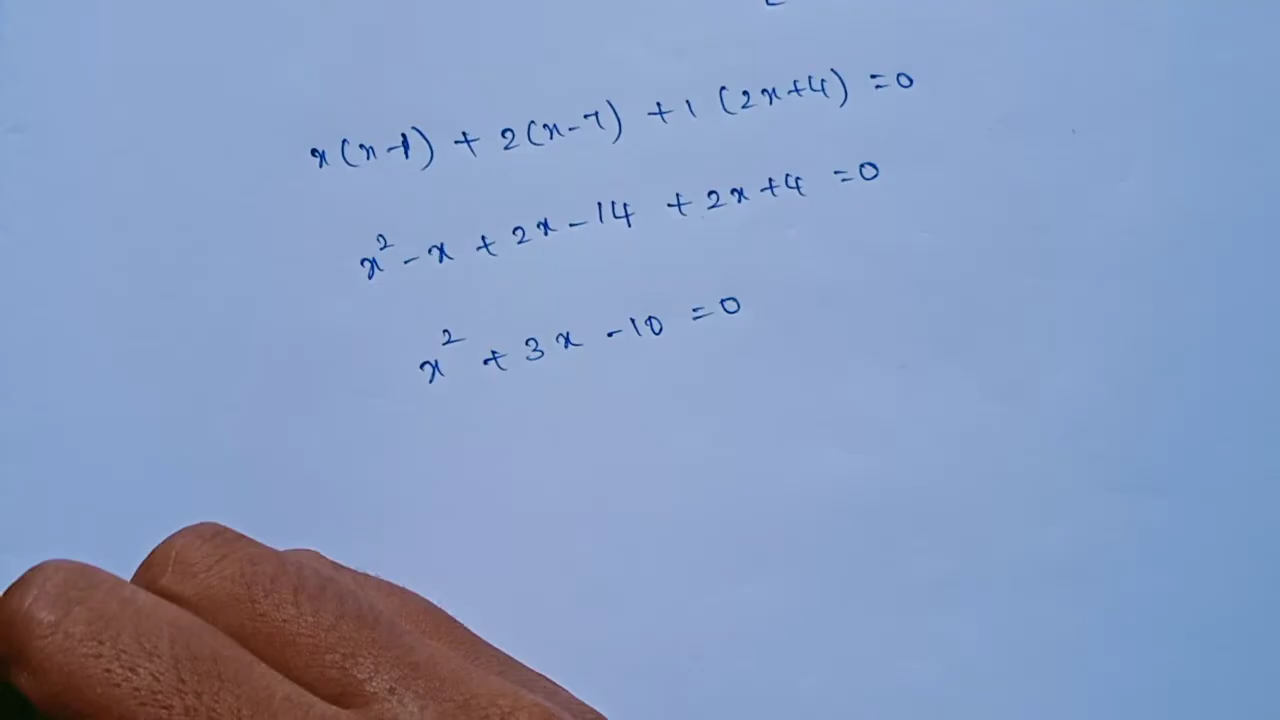 x(x-1) + 2(x-7) + 1 (2x+4) =0
x² - x + 2x - 14 + 2x + 4 =0
x² + 3x - 10 =0